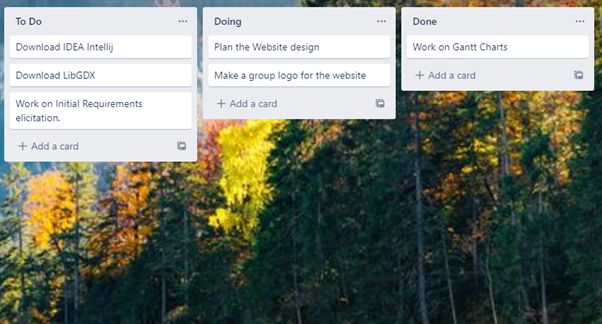 To Do
Download IDEA Intellij
Download LibGDX
Work on Initial Requirements
elicitation.
+ Add a card
Doing
Plan the Website design
Make a group logo for the website
+ Add a card
Done
Work on Gantt Charts
+ Add a card